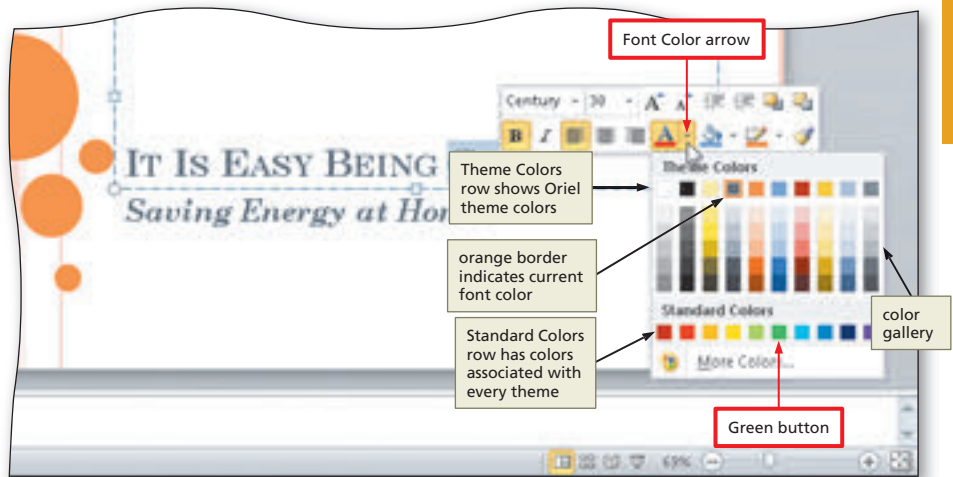 Font Color arrow
Century 30
B I
Theme Colors
Theme Colors
row shows Oriel
theme colors
IT IS EASY BEING
Saving Energy at
orange border
indicates current
font color
color
gallery
Standard Colors
Standard Colors
row has colors
associated with
every theme
More Colors...
Green button
69%